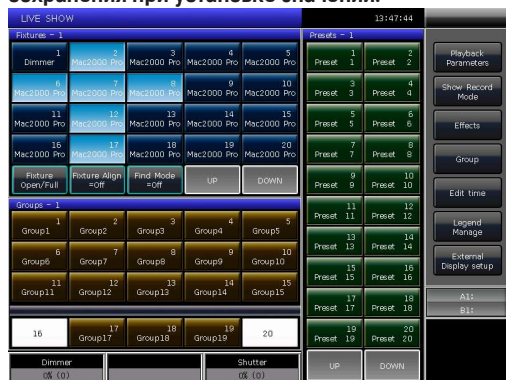 сохранения при установке значений.
LIVE SHOW 13:47:44
Fixtures - 1
1 Dimmer 2 Mac2000 Pro 3 Mac2000 Pro 4 Mac2000 Pro 5 Mac2000 Pro
6 Mac2000 Pro 7 Mac2000 Pro 8 Mac2000 Pro 9 Mac2000 Pro 10 Mac2000 Pro
11 Mac2000 Pro 12 Mac2000 Pro 13 Mac2000 Pro 14 Mac2000 Pro 15 Mac2000 Pro
16 Mac2000 Pro 17 Mac2000 Pro 18 Mac2000 Pro 19 Mac2000 Pro 20 Mac2000 Pro
Fixture Open/Full Fixture Align =Off Find Mode =Off UP DOWN
Groups - 1
1 Group1 2 Group2 3 Group3 4 Group4 5 Group5
6 Group6 7 Group7 8 Group8 9 Group9 10 Group10
11 Group11 12 Group12 13 Group13 14 Group14 15 Group15
16 17 Group17 18 Group18 19 Group19 20
Dimmer 0% (0) Shutter 0% (0)
Presets - 1
1 Preset 1 2 Preset 2
3 Preset 3 4 Preset 4
5 Preset 5 6 Preset 6
7 Preset 7 8 Preset 8
9 Preset 9 10 Preset 10
11 Preset 11 12 Preset 12
13 Preset 13 14 Preset 14
15 Preset 15 16 Preset 16
17 Preset 17 18 Preset 18
19 Preset 19 20 Preset 20
UP DOWN
Playback Parameters
Show Record Mode
Effects
Group
Edit time
Legend Manage
External Display setup
A1:
B1: